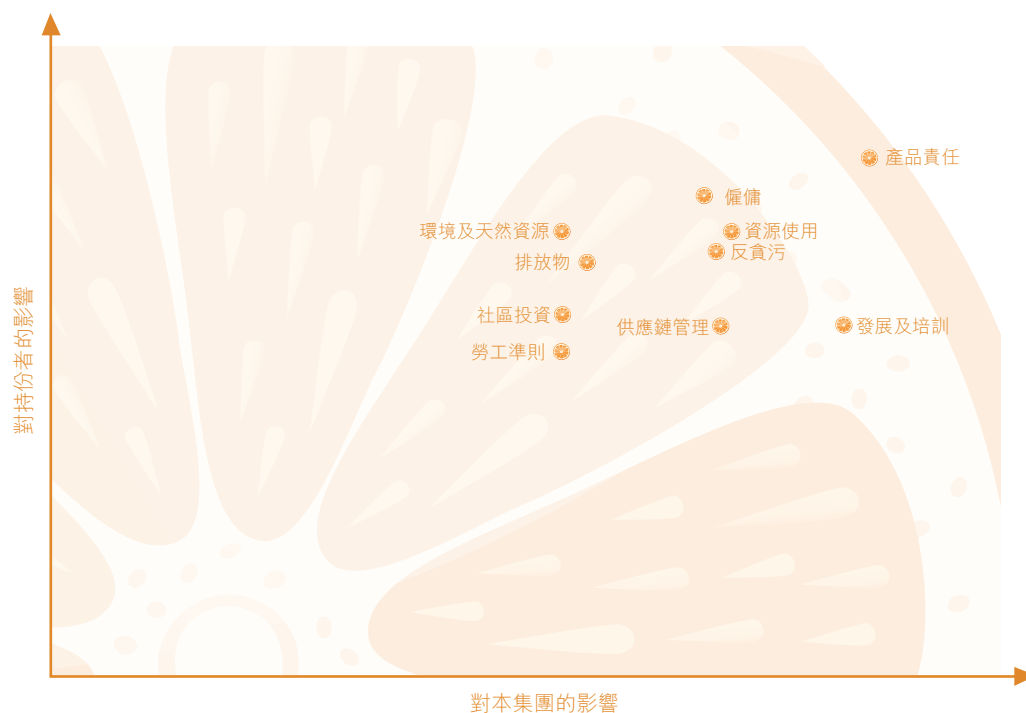 產品責任
僱傭
環境及天然資源
資源使用
反貪污
排放物
社區投資
供應鏈管理
發展及培訓
勞工準則
對持份者的影響
對本集團的影響